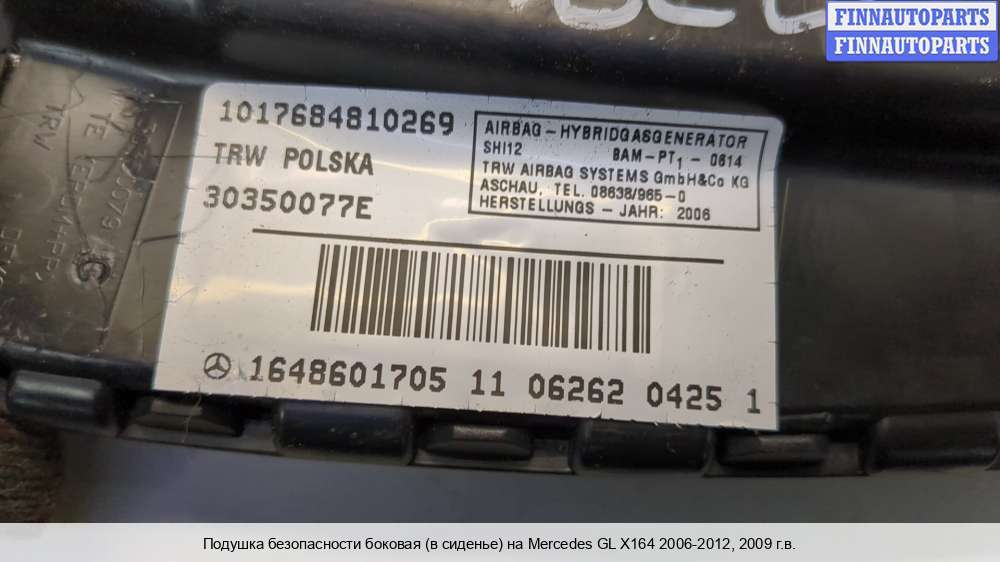 FINNAUTOPARTS
FINNAUTOPARTS
1017684810269
TRW POLSKA
30350077E
AIRBAG-HYBRIDGASGENERATOR
SHI12 BAM-PT1-0614
TRW AIRBAG SYSTEMS GmbH&Co KG
ASCHAU, TEL. 08638/965-0
HERSTELLUNGS - JAHR: 2006
1648601705 11 06262 0425 1
TRW
Подушка безопасности боковая (в сиденье) на Mercedes GL X164 2006-2012, 2009 г.в.